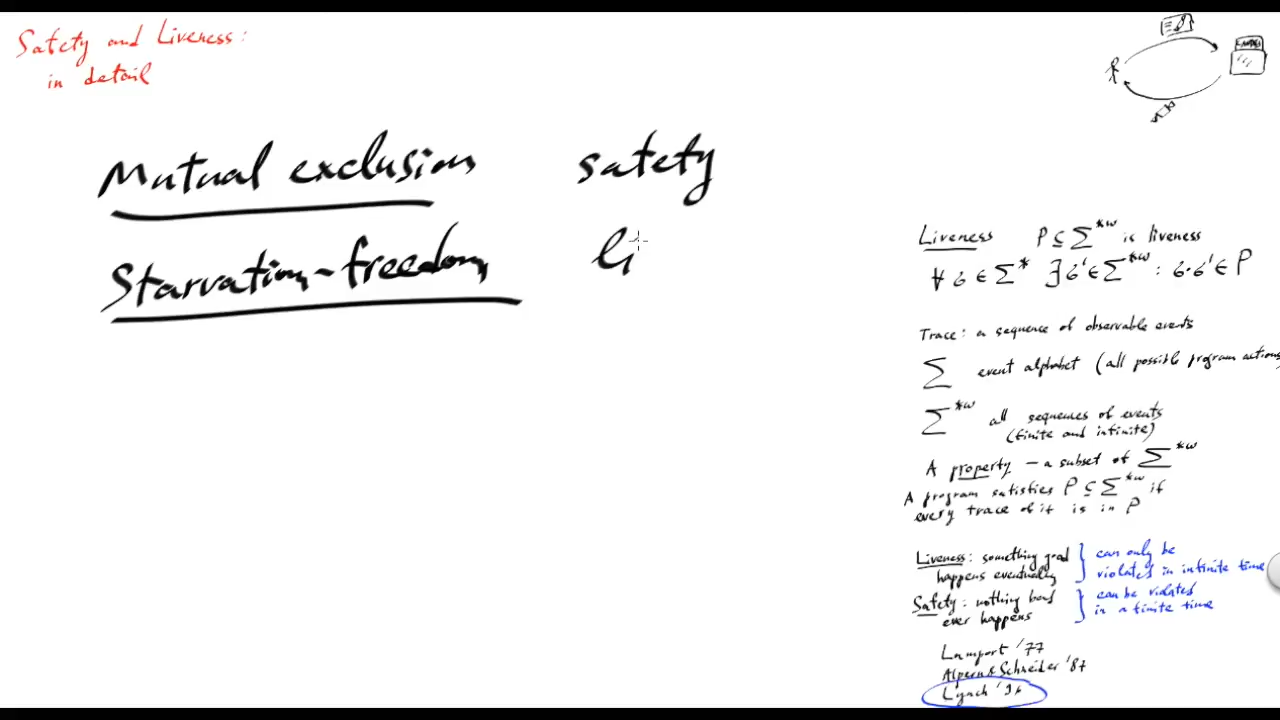 Safety and Liveness:
in detail
Mutual exclusion safety
Starvation-freedom li
Liveness P ⊆ Σ*ω is liveness
∀ σ ∈ Σ* ∃σ' ∈ Σ*ω : σ·σ' ∈ P
Trace: a sequence of observable events
Σ event alphabet (all possible program actions
Σ*ω all sequences of events
(finite and infinite)
A property – a subset of Σ*ω
A program satisfies P ⊆ Σ*ω if
every trace of it is in P
Liveness: something good } can only be
happens eventually violated in infinite time
Safety: nothing bad } can be violated
ever happens in a finite time
Lamport '77
Alpern & Schneider '87
Lynch '96